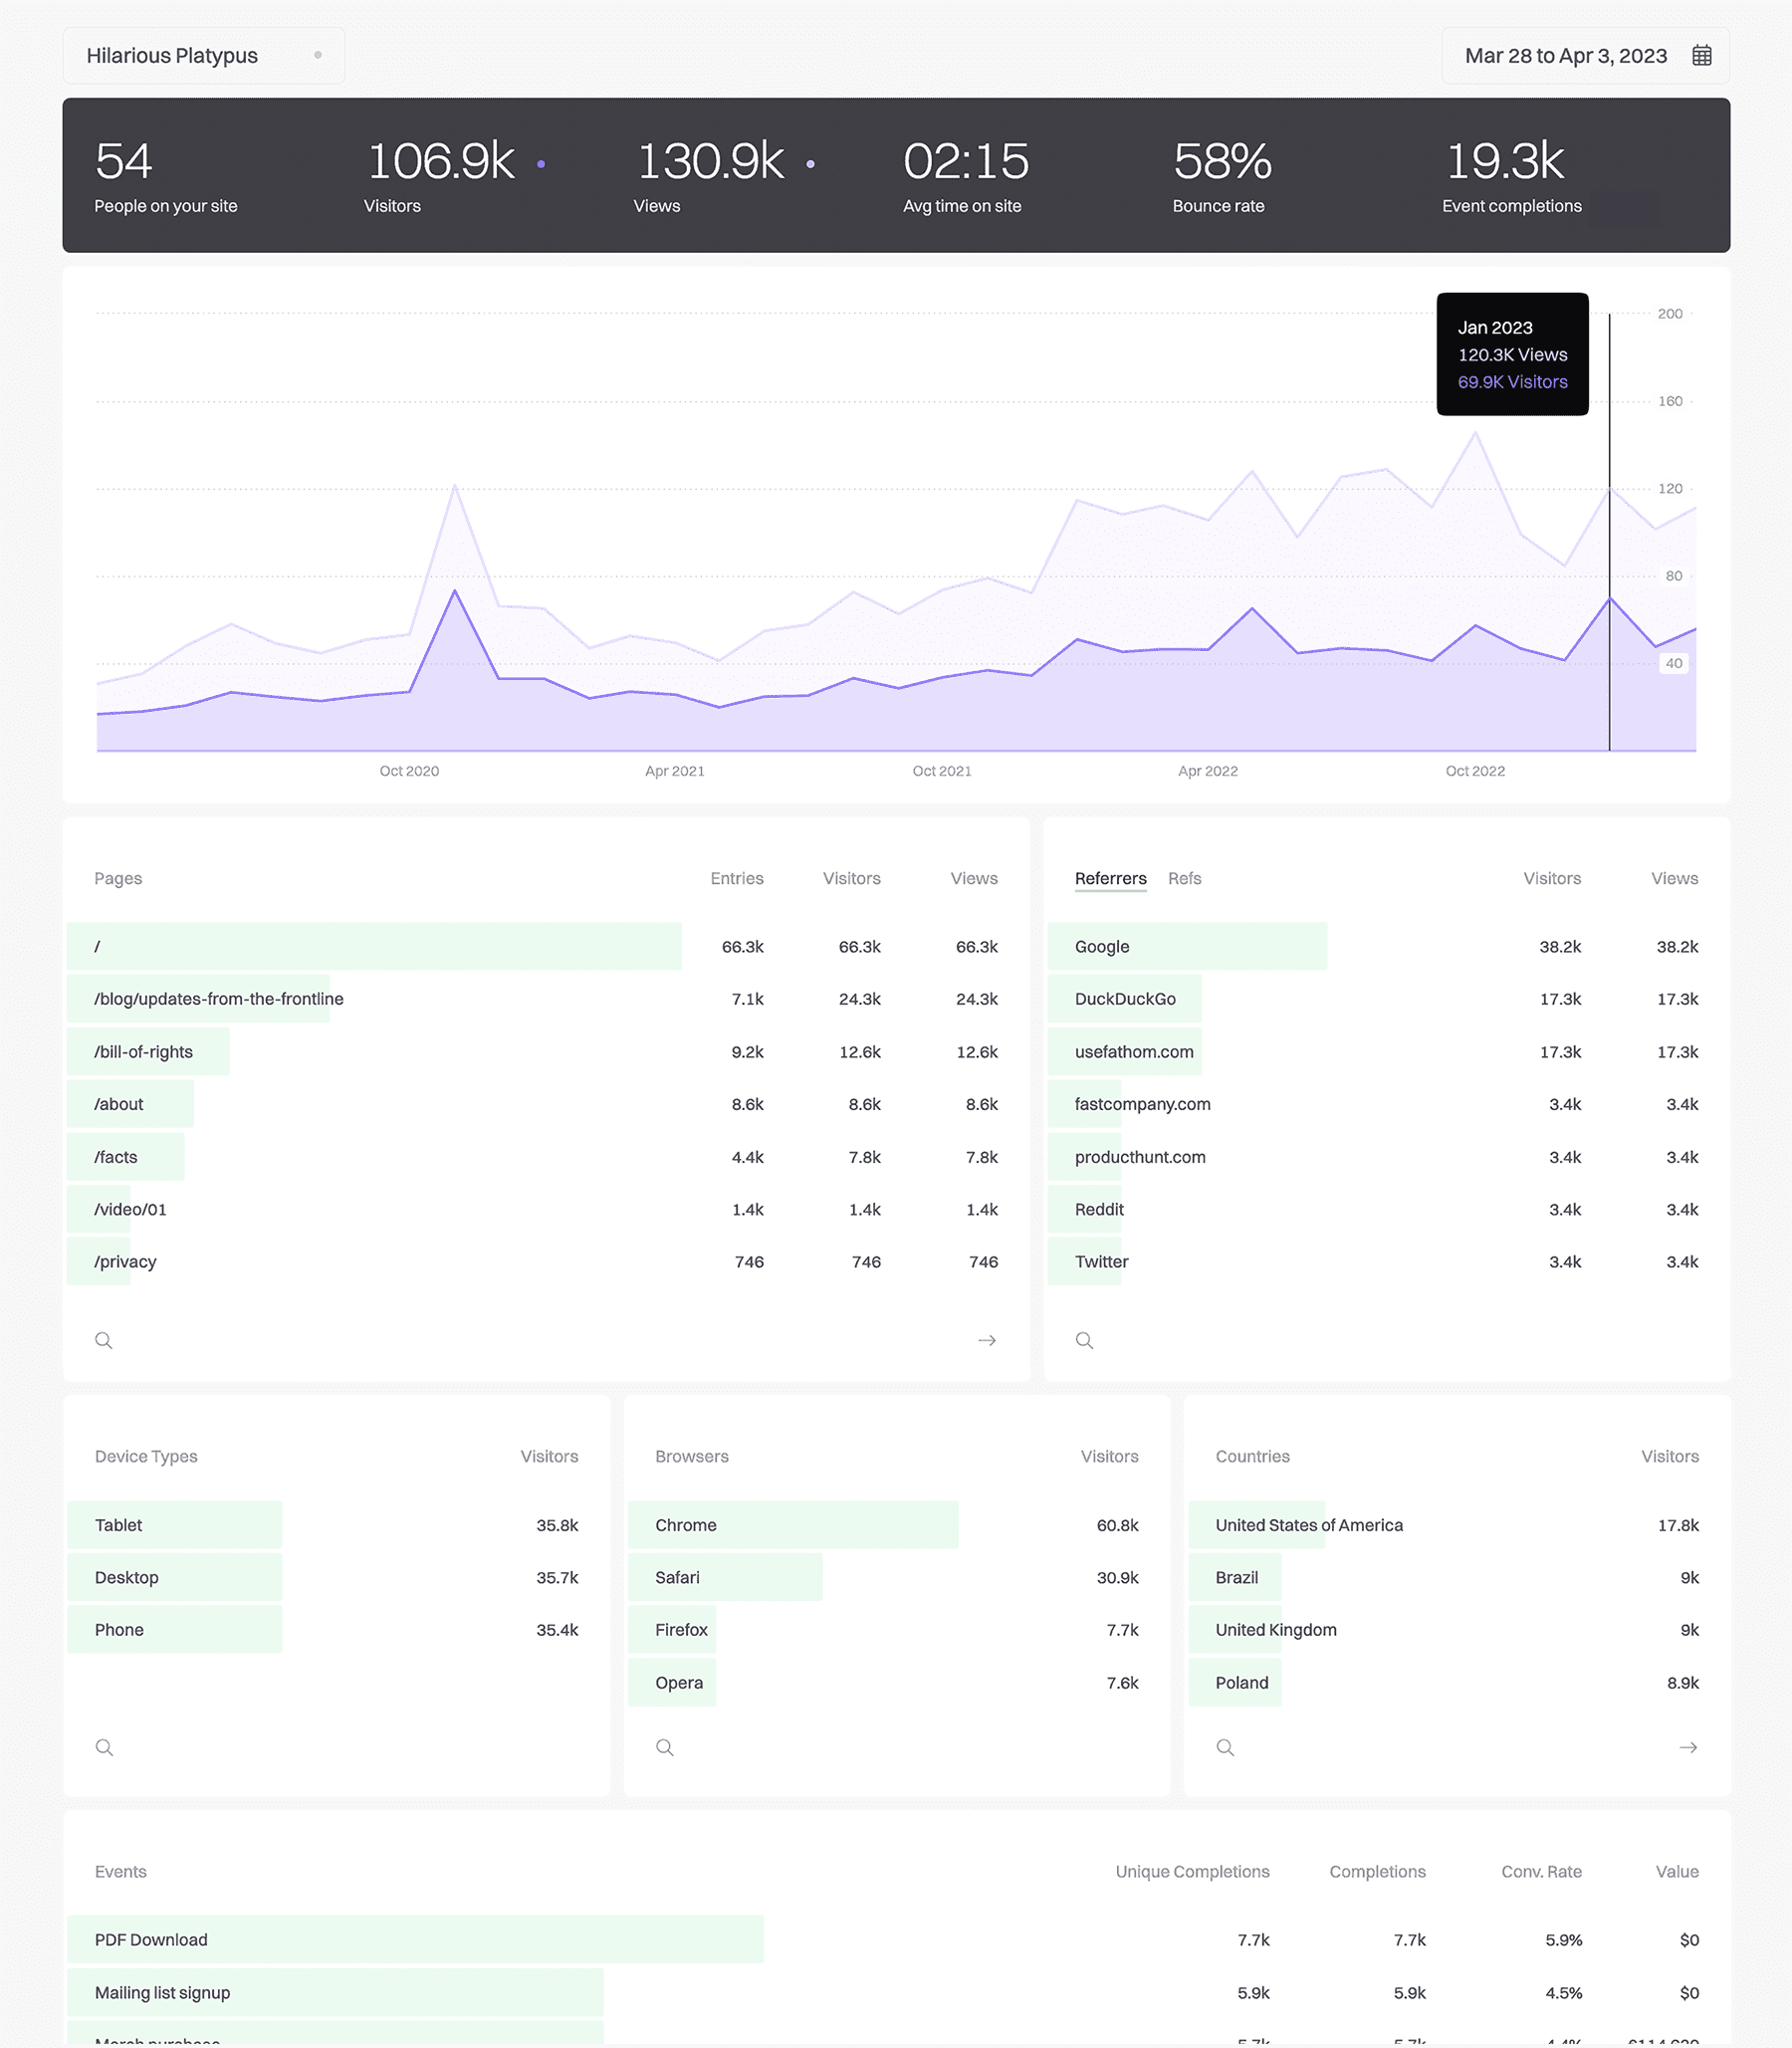 Hilarious Platypus
Mar 28 to Apr 3, 2023
54 106.9k 130.9k 02:15 58% 19.3k
People on your site Visitors Views Avg time on site Bounce rate Event completions
Jan 2023
120.3K Views
69.9K Visitors
200
160
120
80
40
Oct 2020 Apr 2021 Oct 2021 Apr 2022 Oct 2022
Pages Entries Visitors Views
/ 66.3k 66.3k 66.3k
/blog/updates-from-the-frontline 7.1k 24.3k 24.3k
/bill-of-rights 9.2k 12.6k 12.6k
/about 8.6k 8.6k 8.6k
/facts 4.4k 7.8k 7.8k
/video/01 1.4k 1.4k 1.4k
/privacy 746 746 746
Referrers Refs Visitors Views
Google 38.2k 38.2k
DuckDuckGo 17.3k 17.3k
usefathom.com 17.3k 17.3k
fastcompany.com 3.4k 3.4k
producthunt.com 3.4k 3.4k
Reddit 3.4k 3.4k
Twitter 3.4k 3.4k
Device Types Visitors
Tablet 35.8k
Desktop 35.7k
Phone 35.4k
Browsers Visitors
Chrome 60.8k
Safari 30.9k
Firefox 7.7k
Opera 7.6k
Countries Visitors
United States of America 17.8k
Brazil 9k
United Kingdom 9k
Poland 8.9k
Events Unique Completions Completions Conv. Rate Value
PDF Download 7.7k 7.7k 5.9% $0
Mailing list signup 5.9k 5.9k 4.5% $0
Merch purchase 5.7k 5.7k 4.4%